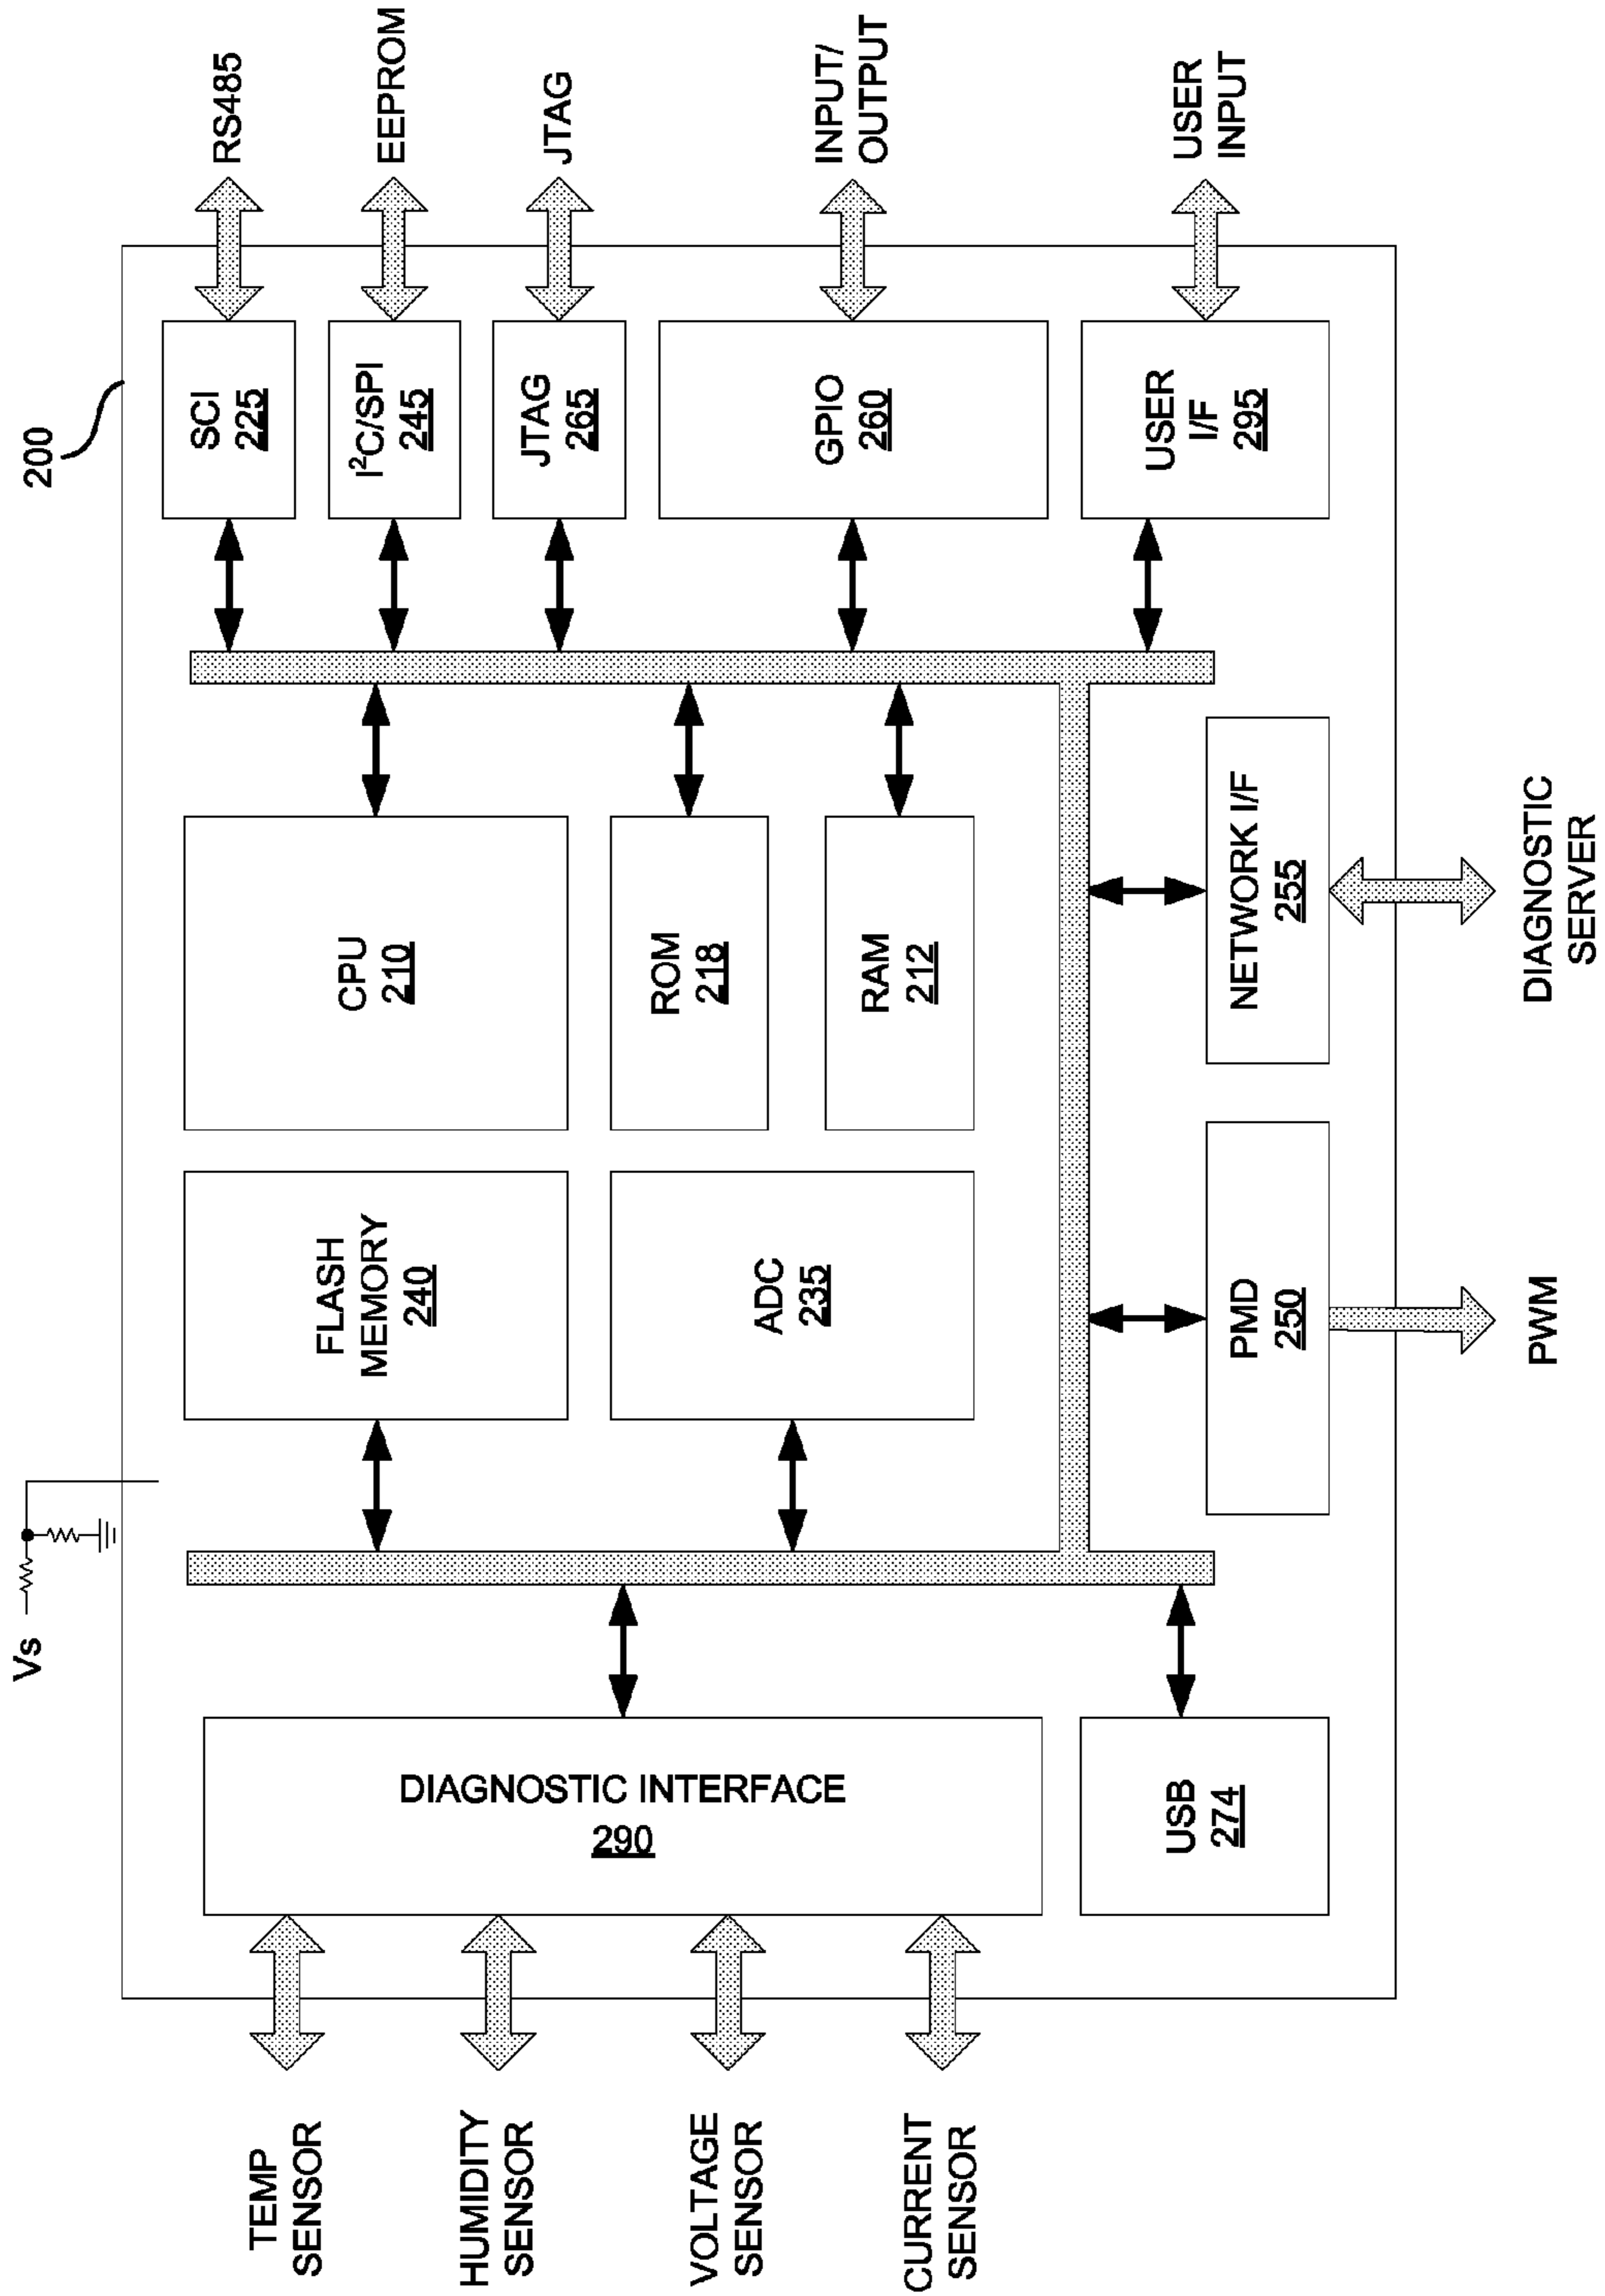 200
Vs
TEMP
SENSOR
HUMIDITY
SENSOR
VOLTAGE
SENSOR
CURRENT
SENSOR
DIAGNOSTIC INTERFACE
290
USB
274
FLASH
MEMORY
240
ADC
235
CPU
210
ROM
218
RAM
212
PMD
250
NETWORK I/F
255
SCI
225
I²C/SPI
245
JTAG
265
GPIO
260
USER
I/F
295
RS485
EEPROM
JTAG
INPUT/
OUTPUT
USER
INPUT
PWM
DIAGNOSTIC
SERVER